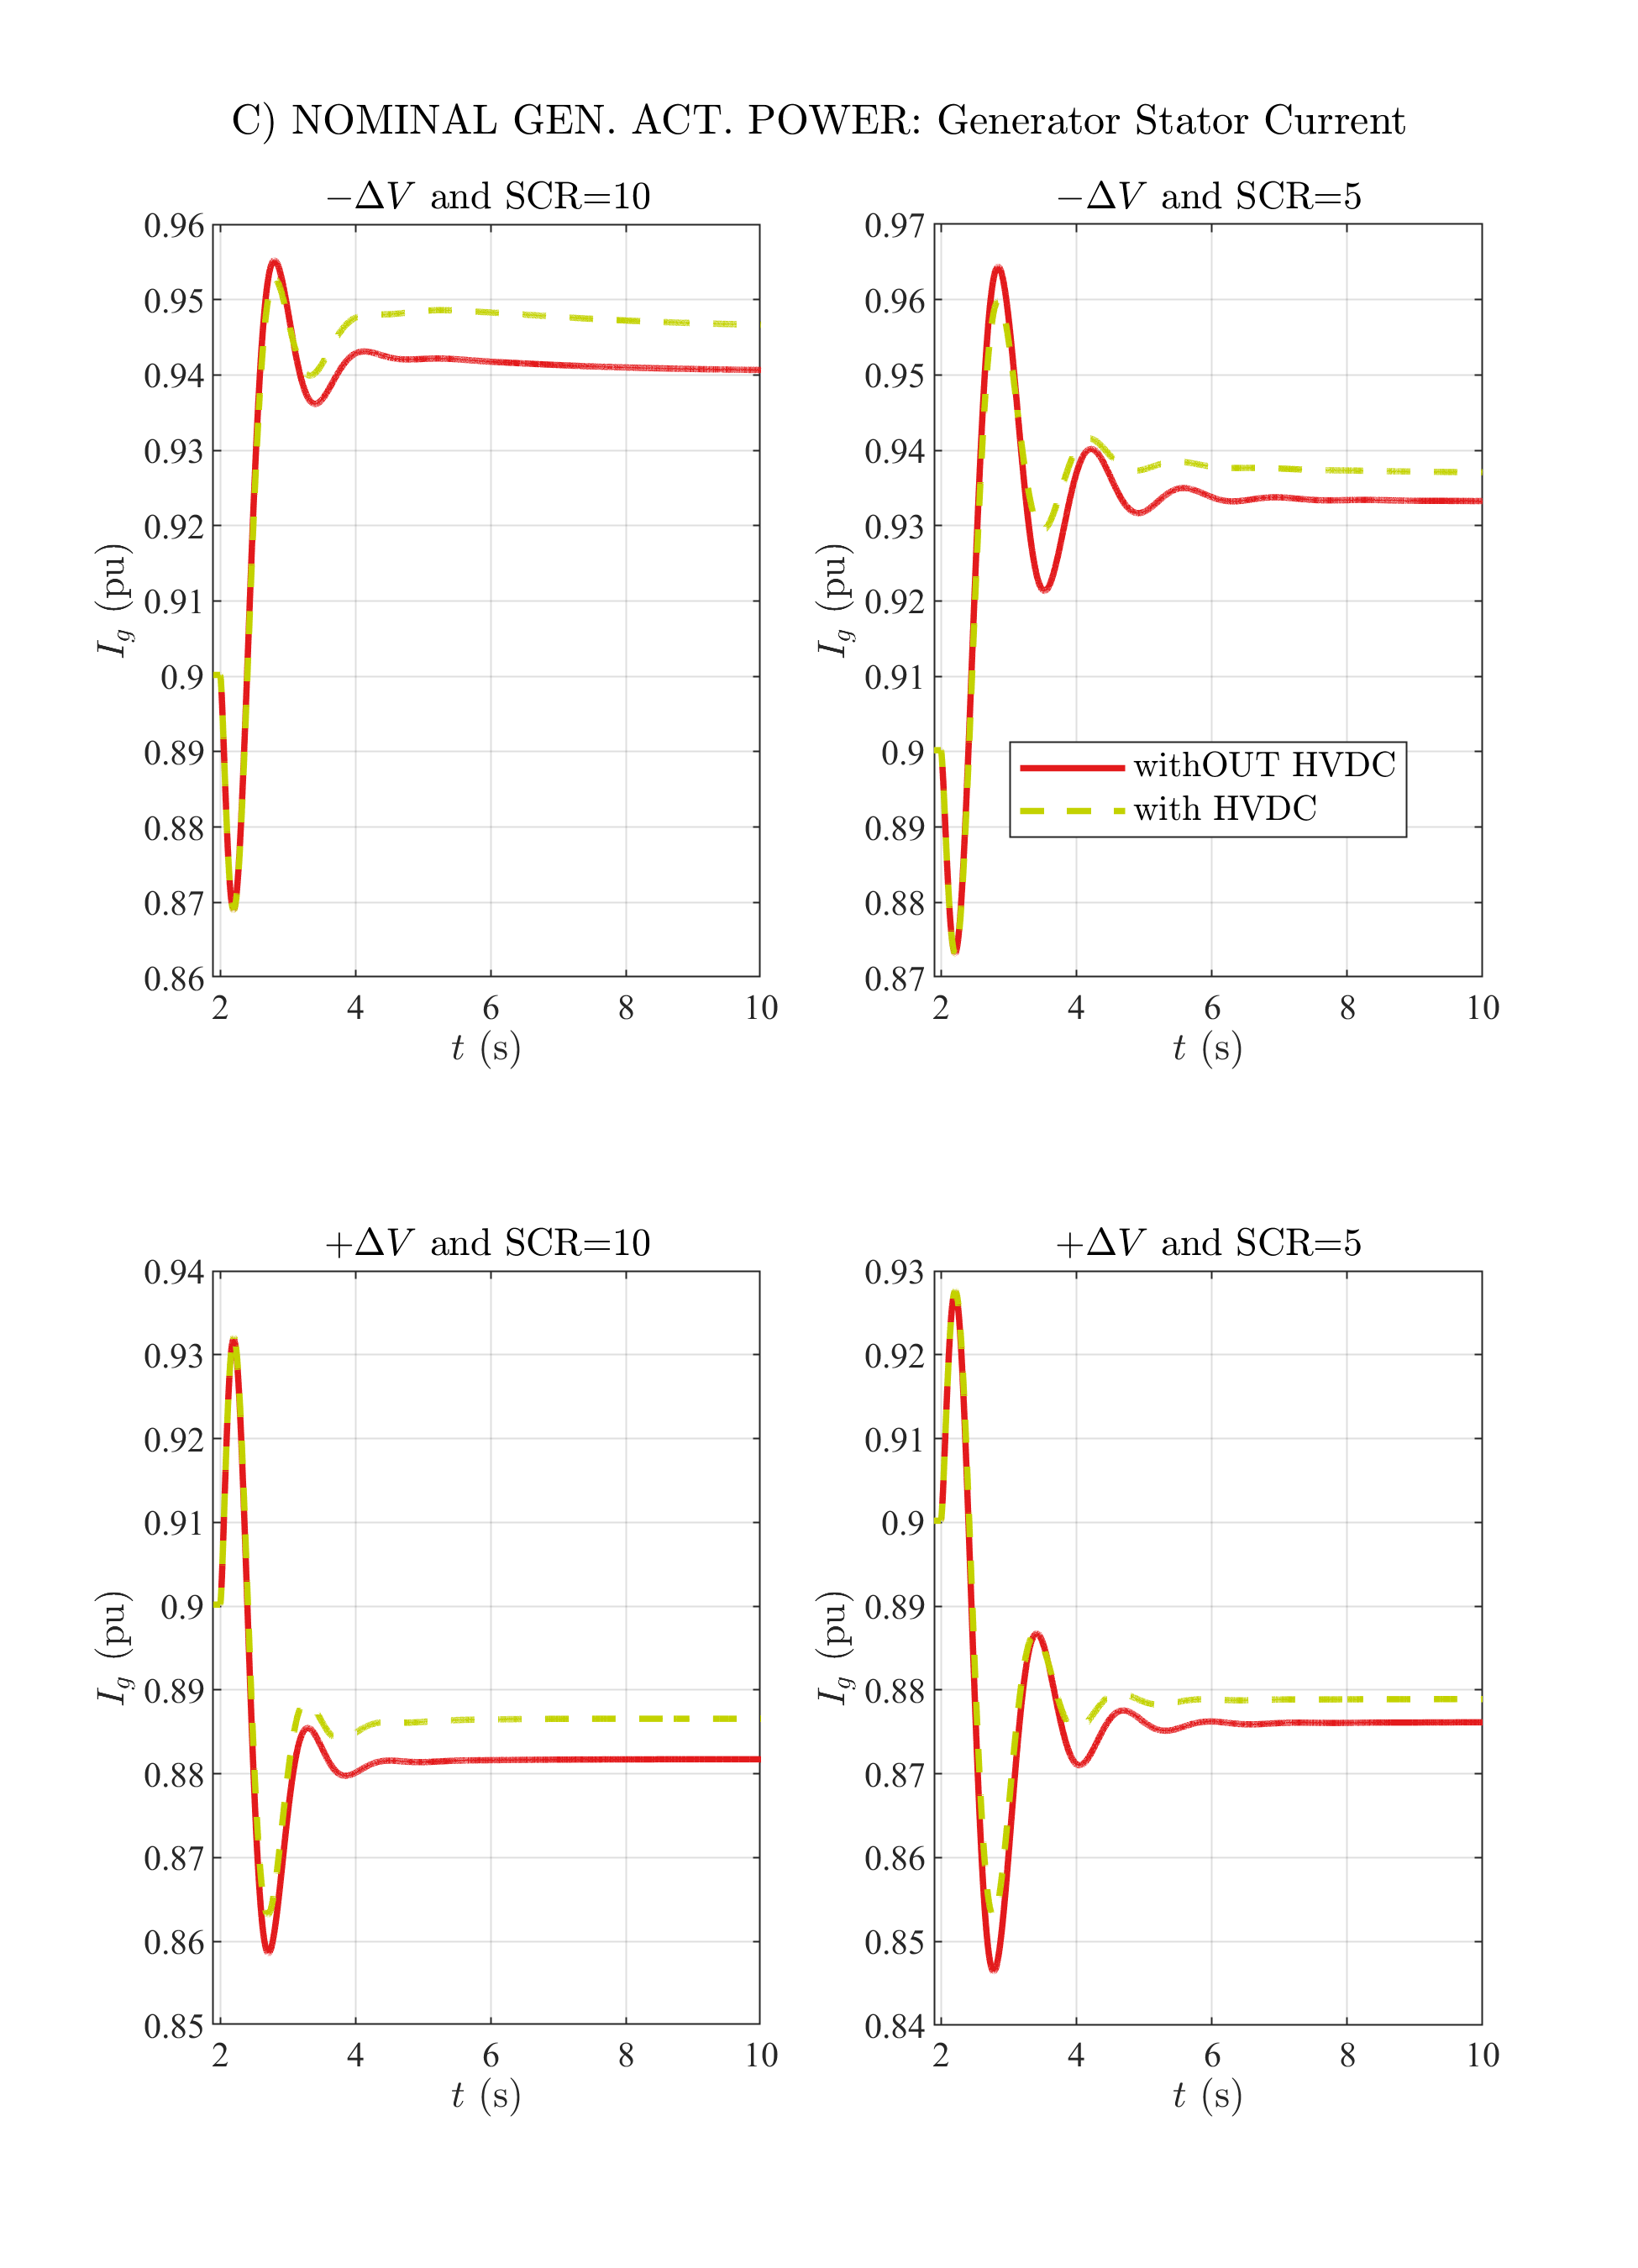 C) NOMINAL GEN. ACT. POWER: Generator Stator Current
−ΔV and SCR=10
0.96
0.95
0.94
0.93
0.92
0.91
0.9
0.89
0.88
0.87
0.86
I_g (pu)
2 4 6 8 10
t (s)
−ΔV and SCR=5
0.97
0.96
0.95
0.94
0.93
0.92
0.91
0.9
0.89
0.88
0.87
I_g (pu)
withOUT HVDC
with HVDC
2 4 6 8 10
t (s)
+ΔV and SCR=10
0.94
0.93
0.92
0.91
0.9
0.89
0.88
0.87
0.86
0.85
I_g (pu)
2 4 6 8 10
t (s)
+ΔV and SCR=5
0.93
0.92
0.91
0.9
0.89
0.88
0.87
0.86
0.85
0.84
I_g (pu)
2 4 6 8 10
t (s)